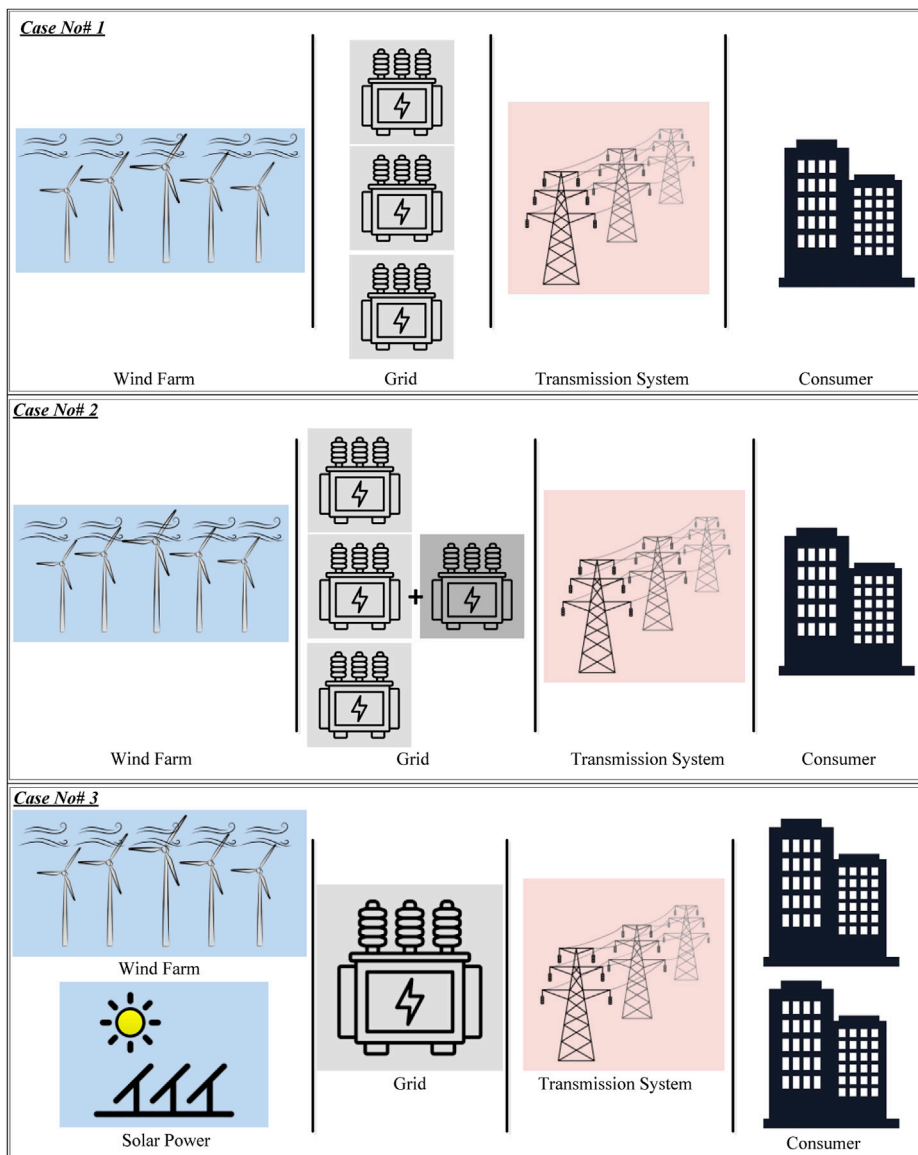 Case No# 1
Wind Farm
Grid
Transmission System
Consumer
Case No# 2
Wind Farm
Grid
Transmission System
Consumer
Case No# 3
Wind Farm
Solar Power
Grid
Transmission System
Consumer